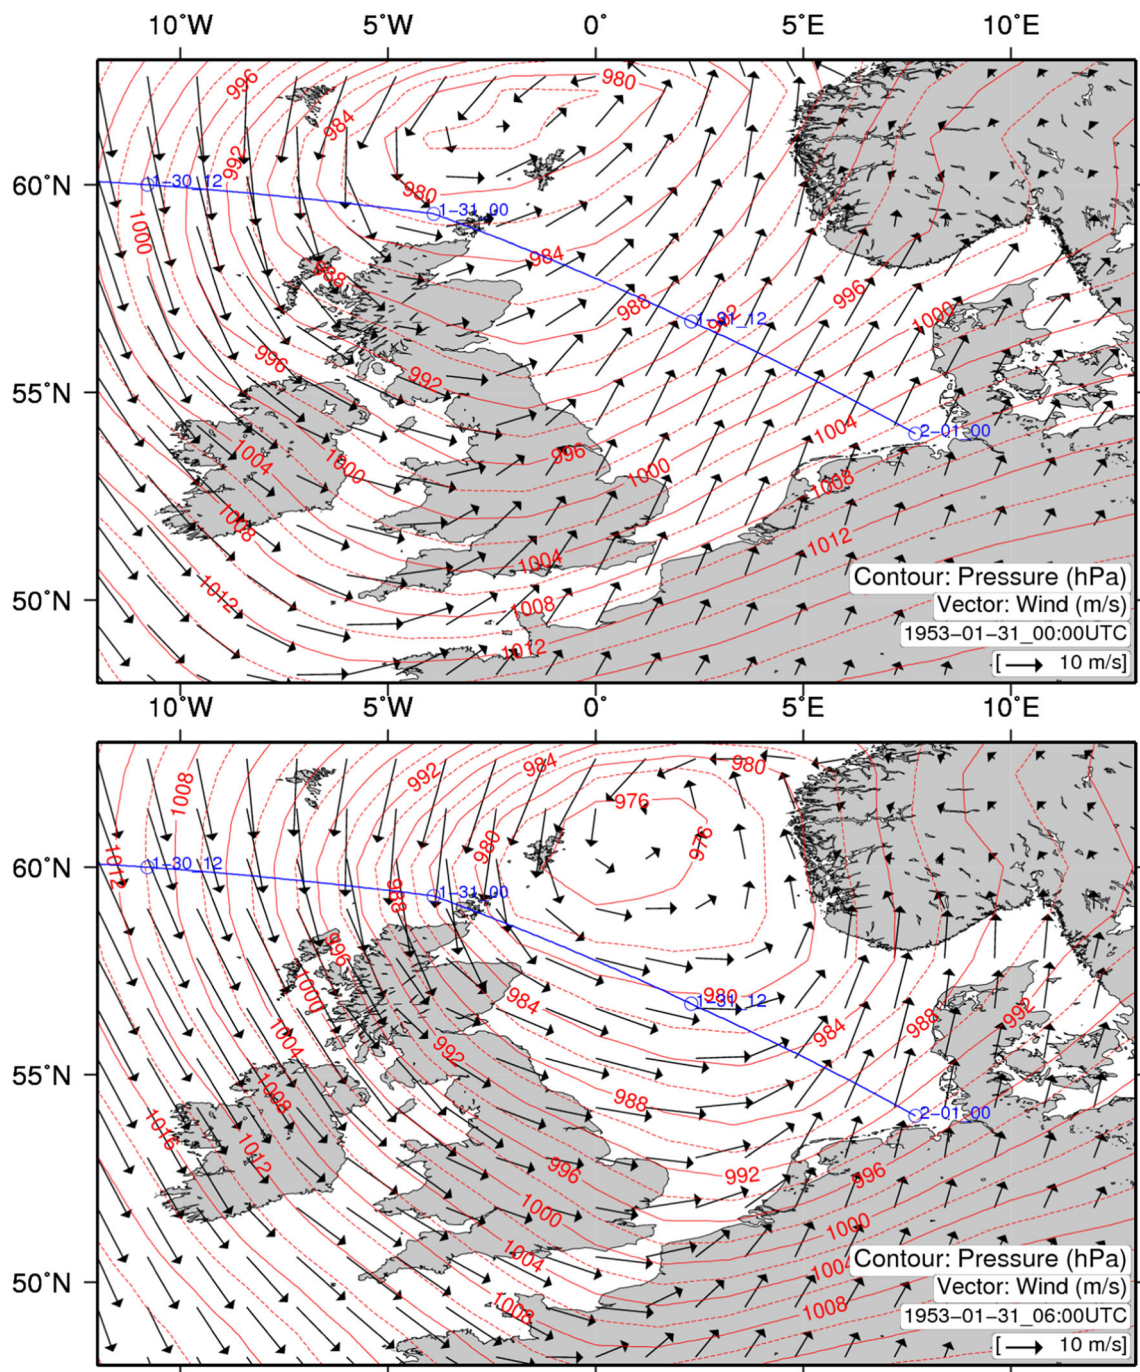 10°W 5°W 0° 5°E 10°E
996 980
984
992
60°N 1-30_12 980
1-31_00
1000
984
988
996
988
1-31_12 1000
996
55°N 992
1004 2-01_00
996
1004 1000 1000
1008
1008
1012
1004
1012
50°N 1008
1012
Contour: Pressure (hPa)
Vector: Wind (m/s)
1953-01-31_00:00UTC
[ 10 m/s]
10°W 5°W 0° 5°E 10°E
1008 992 984 980
976
976
980
60°N 1012 1-30_12
988 1-31_00
996
1000 984 980 1-31_12
992
1004 984 988
992
55°N 1008 988
2-01_00
1016
1012 996 992 996
1000
1000
1004
1004
50°N 1008 1008
Contour: Pressure (hPa)
Vector: Wind (m/s)
1953-01-31_06:00UTC
[ 10 m/s]